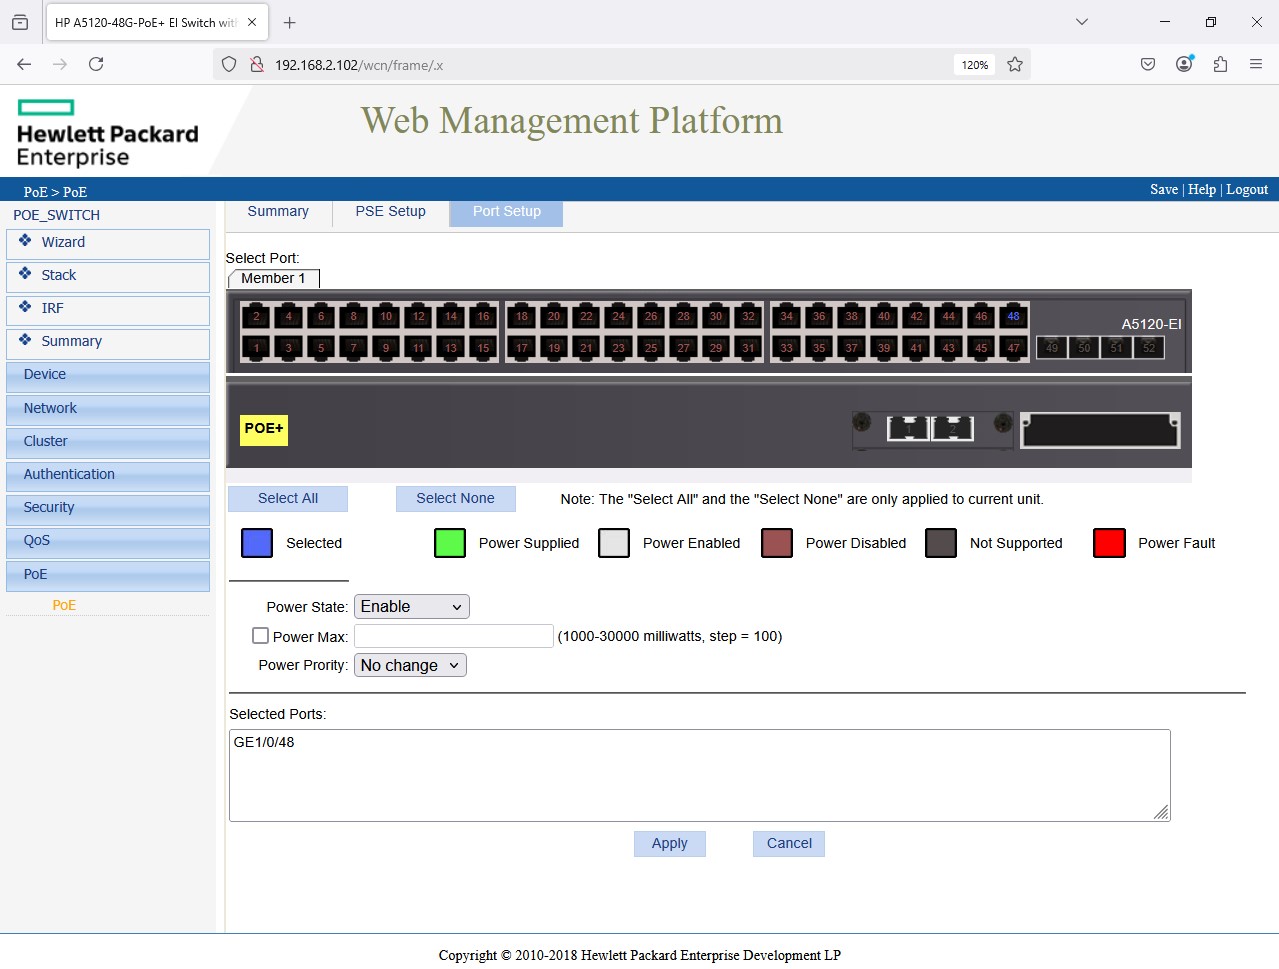 HP A5120-48G-PoE+ EI Switch wit
192.168.2.102/wcn/frame/.x
120%
Hewlett Packard
Enterprise
Web Management Platform
PoE > PoE
Save | Help | Logout
POE_SWITCH
Wizard
Stack
IRF
Summary
Device
Network
Cluster
Authentication
Security
QoS
PoE
PoE
Summary PSE Setup Port Setup
Select Port:
Member 1
2 4 6 8 10 12 14 16 18 20 22 24 26 28 30 32 34 36 38 40 42 44 46 48
A5120-EI
1 3 5 7 9 11 13 15 17 19 21 23 25 27 29 31 33 35 37 39 41 43 45 47 49 50 51 52
POE+
1 2
Select All Select None Note: The "Select All" and the "Select None" are only applied to current unit.
Selected Power Supplied Power Enabled Power Disabled Not Supported Power Fault
Power State: Enable
Power Max: (1000-30000 milliwatts, step = 100)
Power Prority: No change
Selected Ports:
GE1/0/48
Apply Cancel
Copyright © 2010-2018 Hewlett Packard Enterprise Development LP